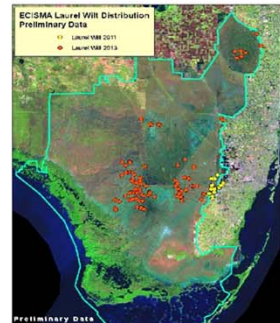 ECISMA Laurel Wilt Distribution
Preliminary Data
Laurel Wilt 2011
Laurel Wilt 2013
Preliminary Data